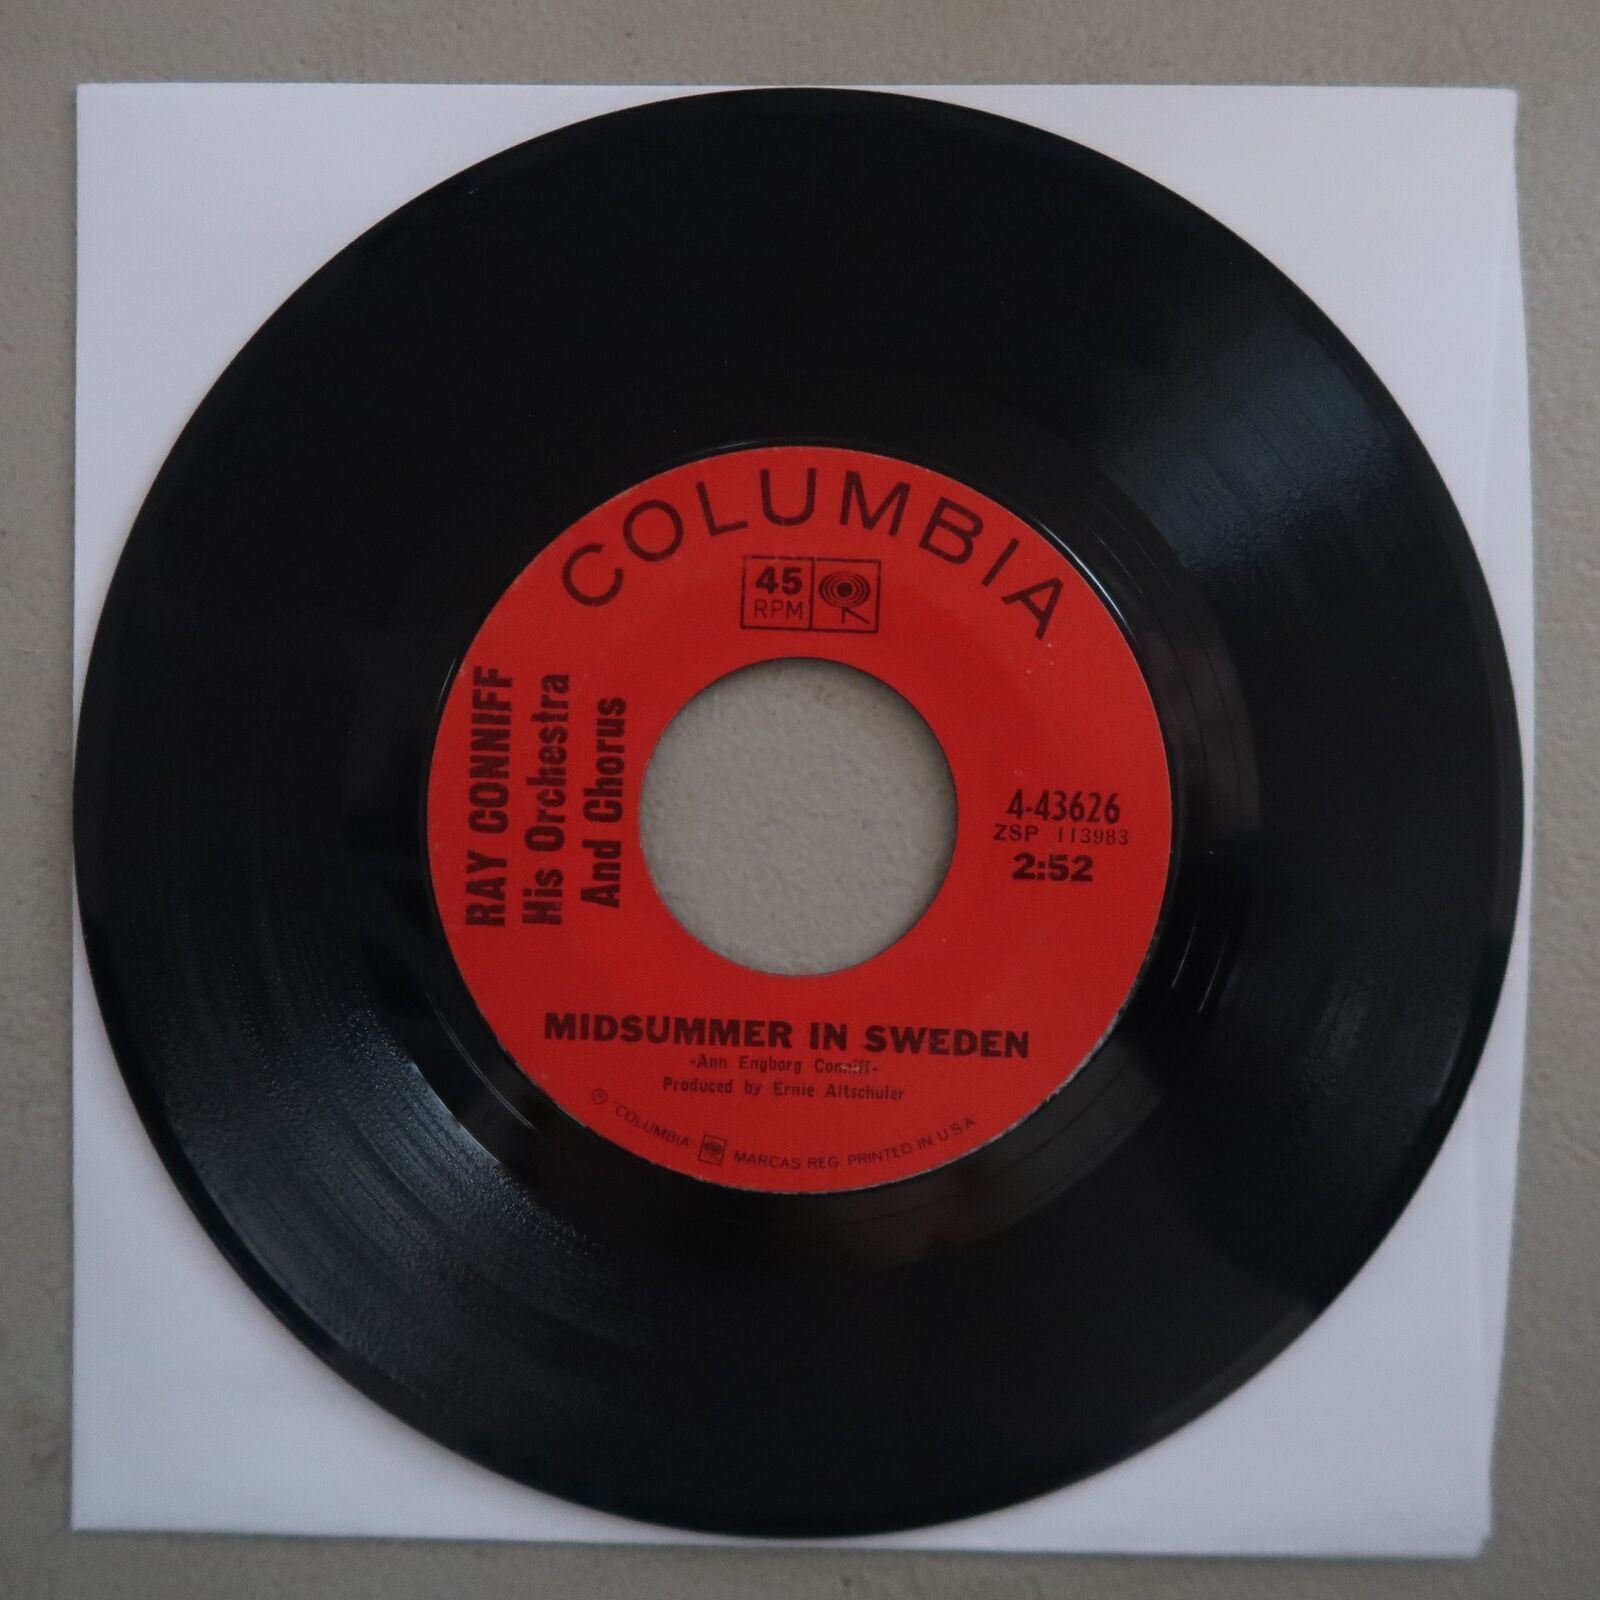 COLUMBIA
45
RPM
RAY CONNIFF
His Orchestra
And Chorus
4-43626
ZSP 113983
2:52
MIDSUMMER IN SWEDEN
-Ann Engborg Conniff-
Produced by Ernie Altschuler
® "COLUMBIA" MARCAS REG. PRINTED IN U.S.A.